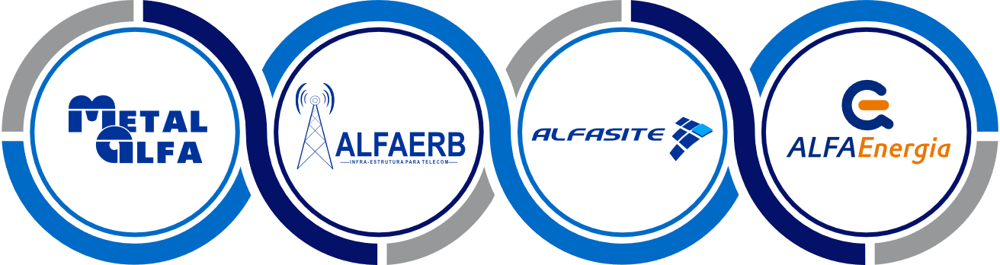 METAL
ALFA
ALFAERB
INFRA-ESTRUTURA PARA TELECOM
ALFASITE
ALFAEnergia